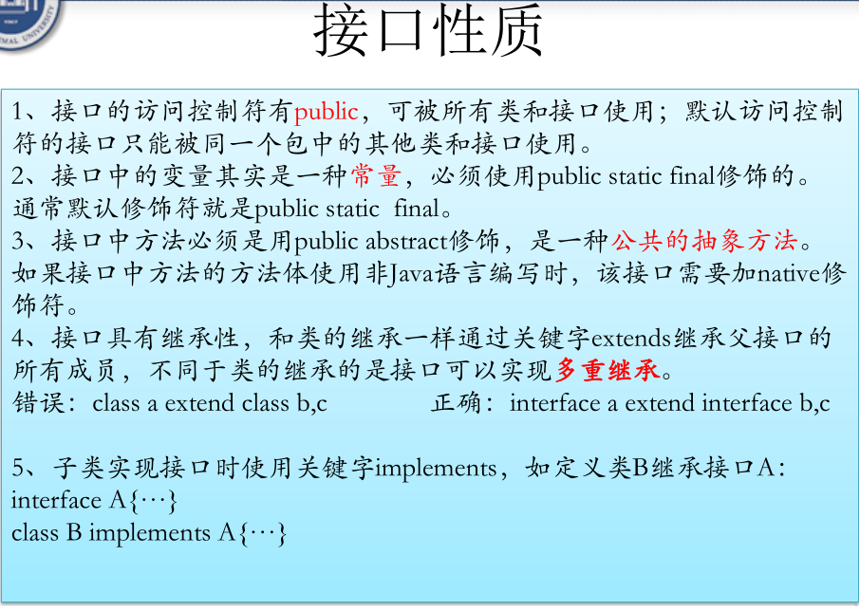 MAL UNIVERSITY
接口性质
1、接口的访问控制符有public，可被所有类和接口使用；默认访问控制
符的接口只能被同一个包中的其他类和接口使用。
2、接口中的变量其实是一种常量，必须使用public static final修饰的。
通常默认修饰符就是public static final。
3、接口中方法必须是用public abstract修饰，是一种公共的抽象方法。
如果接口中方法的方法体使用非Java语言编写时，该接口需要加native修
饰符。
4、接口具有继承性，和类的继承一样通过关键字extends继承父接口的
所有成员，不同于类的继承的是接口可以实现多重继承。
错误：class a extend class b,c 正确：interface a extend interface b,c
5、子类实现接口时使用关键字implements，如定义类B继承接口A：
interface A{…}
class B implements A{…}